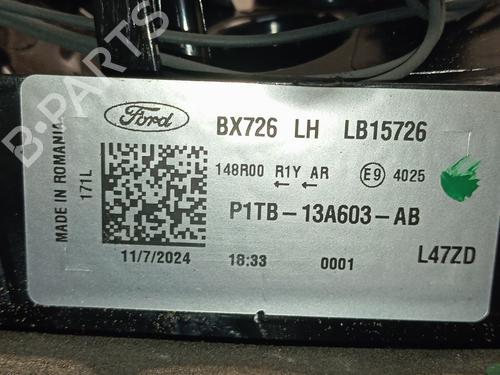 Ford
BX726 LH LB15726
MADE IN ROMANIA
171L
148R00 R1Y AR E9 4025
P1TB-13A603-AB
11/7/2024 18:33 0001 L47ZD
B-PARTS